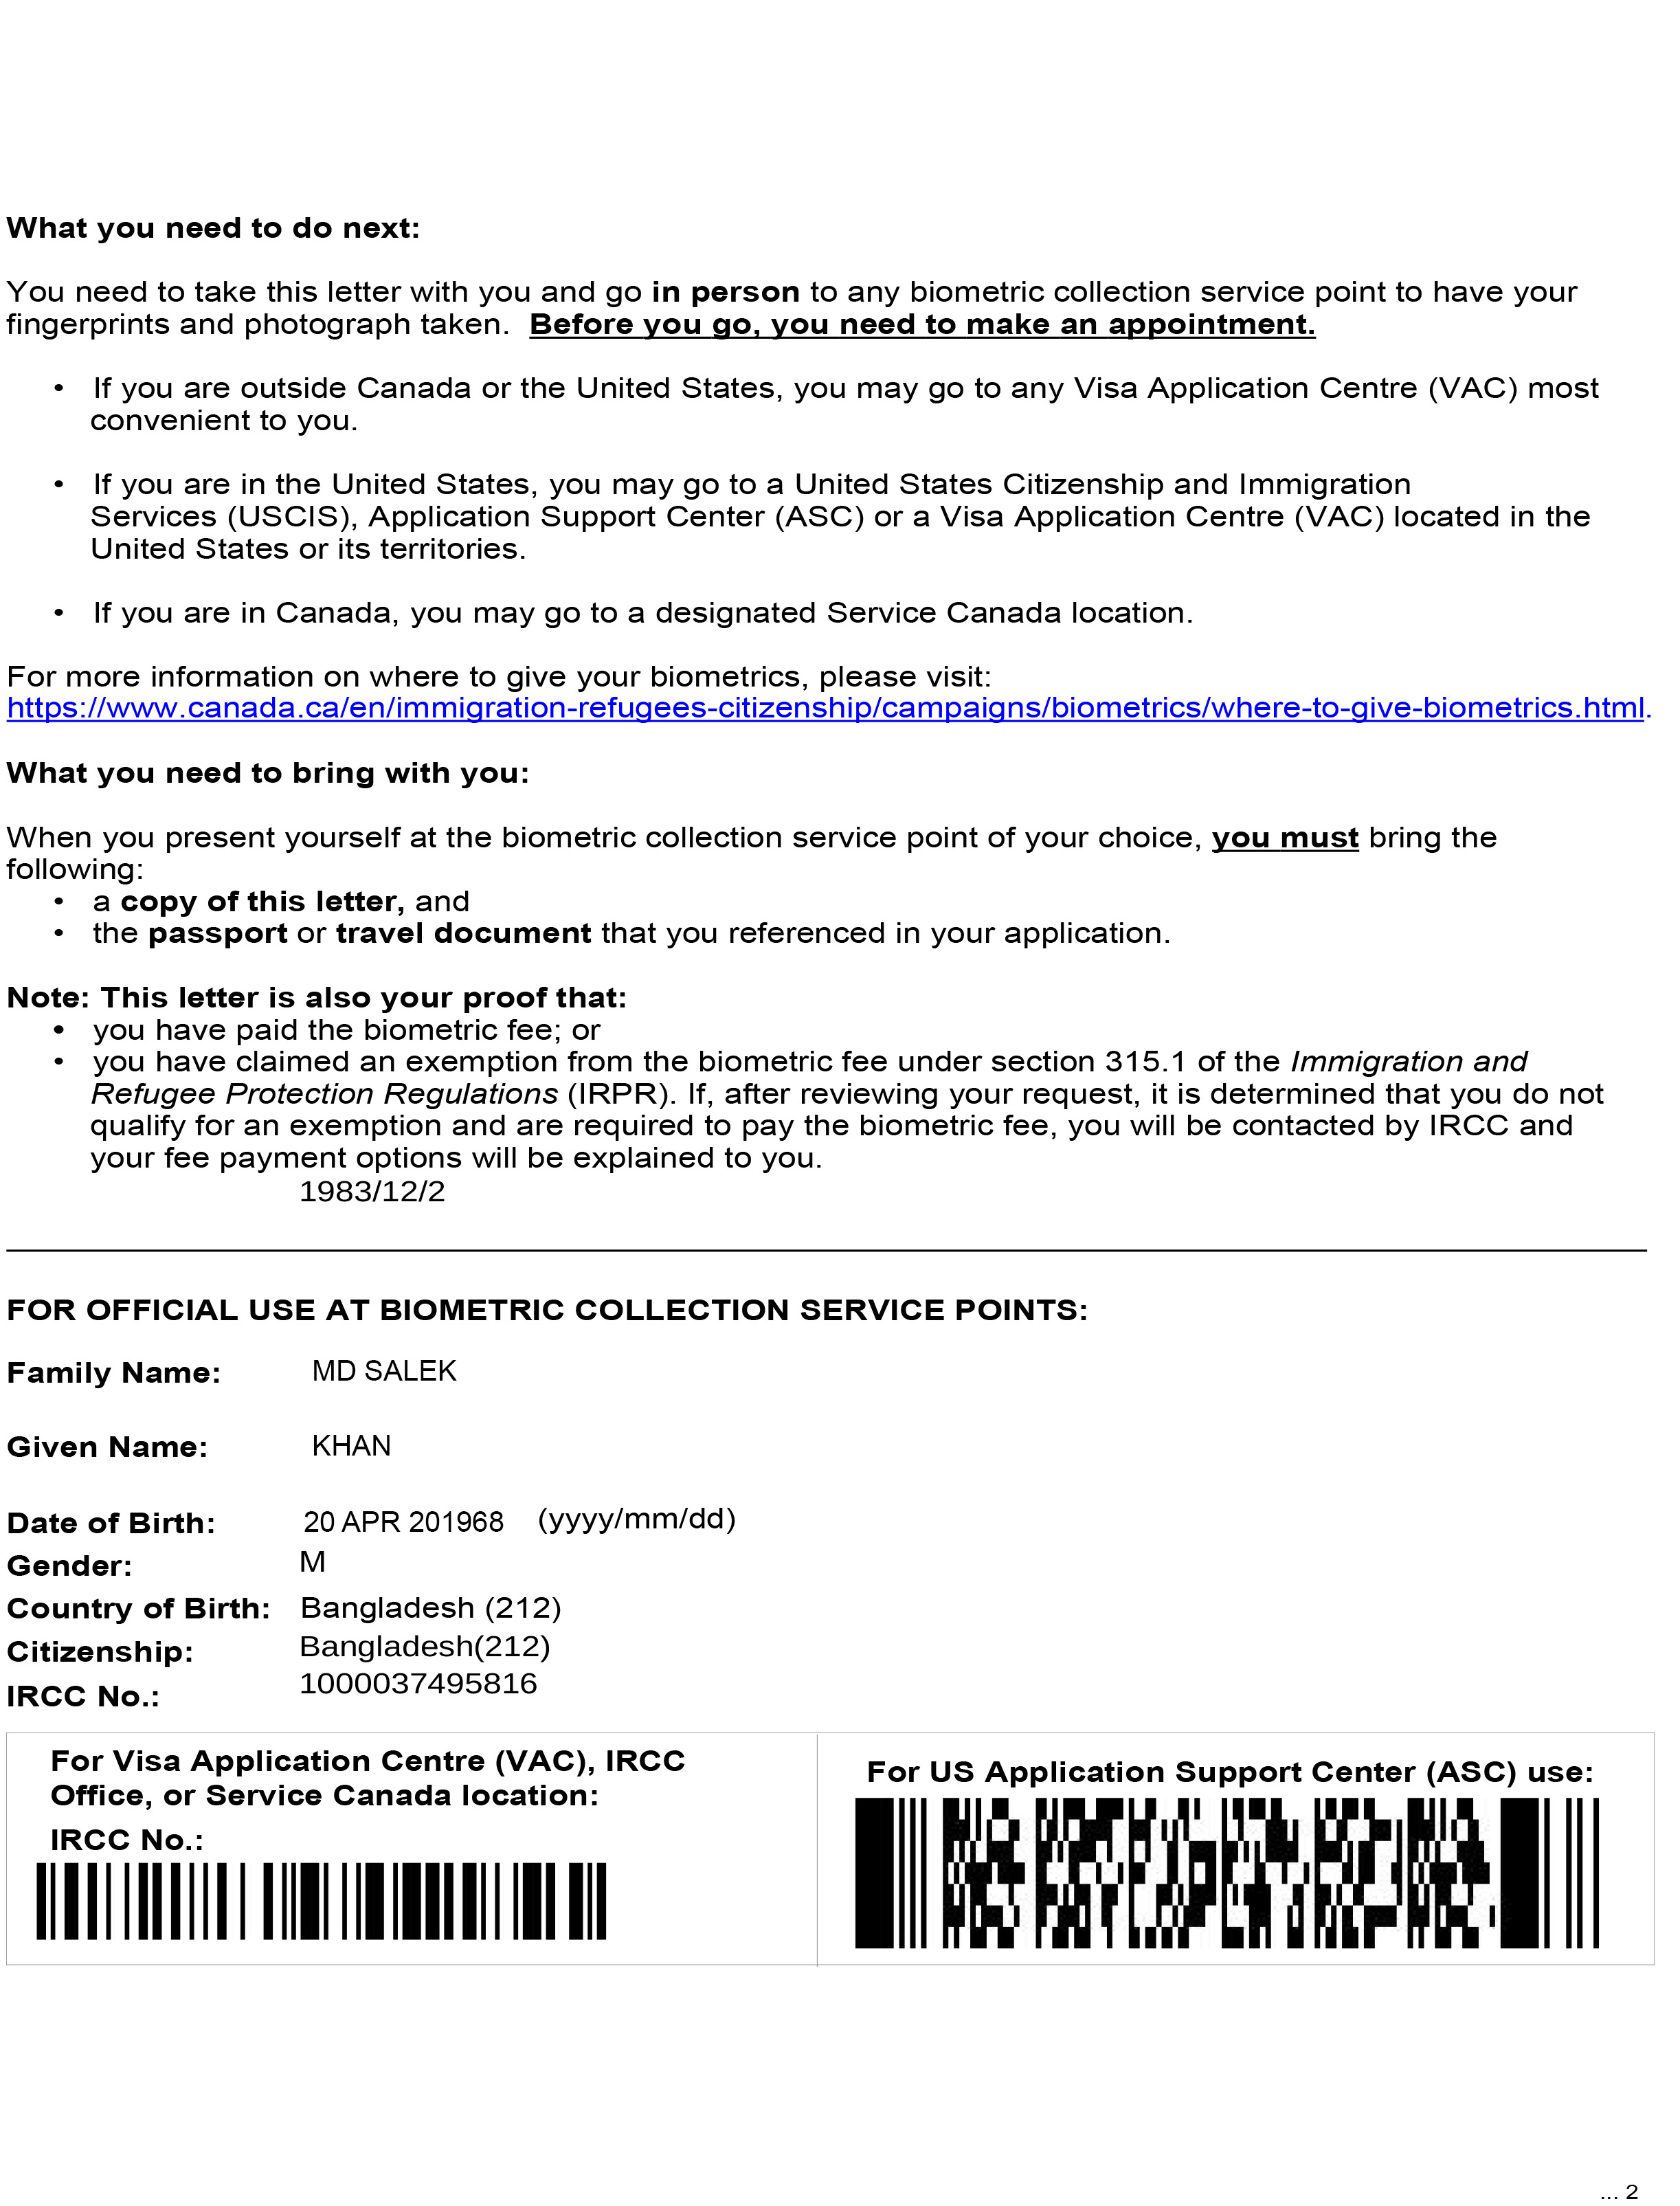 What you need to do next:
You need to take this letter with you and go in person to any biometric collection service point to have your
fingerprints and photograph taken. Before you go, you need to make an appointment.
• If you are outside Canada or the United States, you may go to any Visa Application Centre (VAC) most
convenient to you.
• If you are in the United States, you may go to a United States Citizenship and Immigration
Services (USCIS), Application Support Center (ASC) or a Visa Application Centre (VAC) located in the
United States or its territories.
• If you are in Canada, you may go to a designated Service Canada location.
For more information on where to give your biometrics, please visit:
https://www.canada.ca/en/immigration-refugees-citizenship/campaigns/biometrics/where-to-give-biometrics.html.
What you need to bring with you:
When you present yourself at the biometric collection service point of your choice, you must bring the
following:
• a copy of this letter, and
• the passport or travel document that you referenced in your application.
Note: This letter is also your proof that:
• you have paid the biometric fee; or
• you have claimed an exemption from the biometric fee under section 315.1 of the Immigration and
Refugee Protection Regulations (IRPR). If, after reviewing your request, it is determined that you do not
qualify for an exemption and are required to pay the biometric fee, you will be contacted by IRCC and
your fee payment options will be explained to you.
1983/12/2
FOR OFFICIAL USE AT BIOMETRIC COLLECTION SERVICE POINTS:
Family Name: MD SALEK
Given Name: KHAN
Date of Birth: 20 APR 201968 (yyyy/mm/dd)
Gender: M
Country of Birth: Bangladesh (212)
Citizenship: Bangladesh(212)
IRCC No.: 1000037495816
For Visa Application Centre (VAC), IRCC
Office, or Service Canada location:
IRCC No.:
For US Application Support Center (ASC) use:
... 2